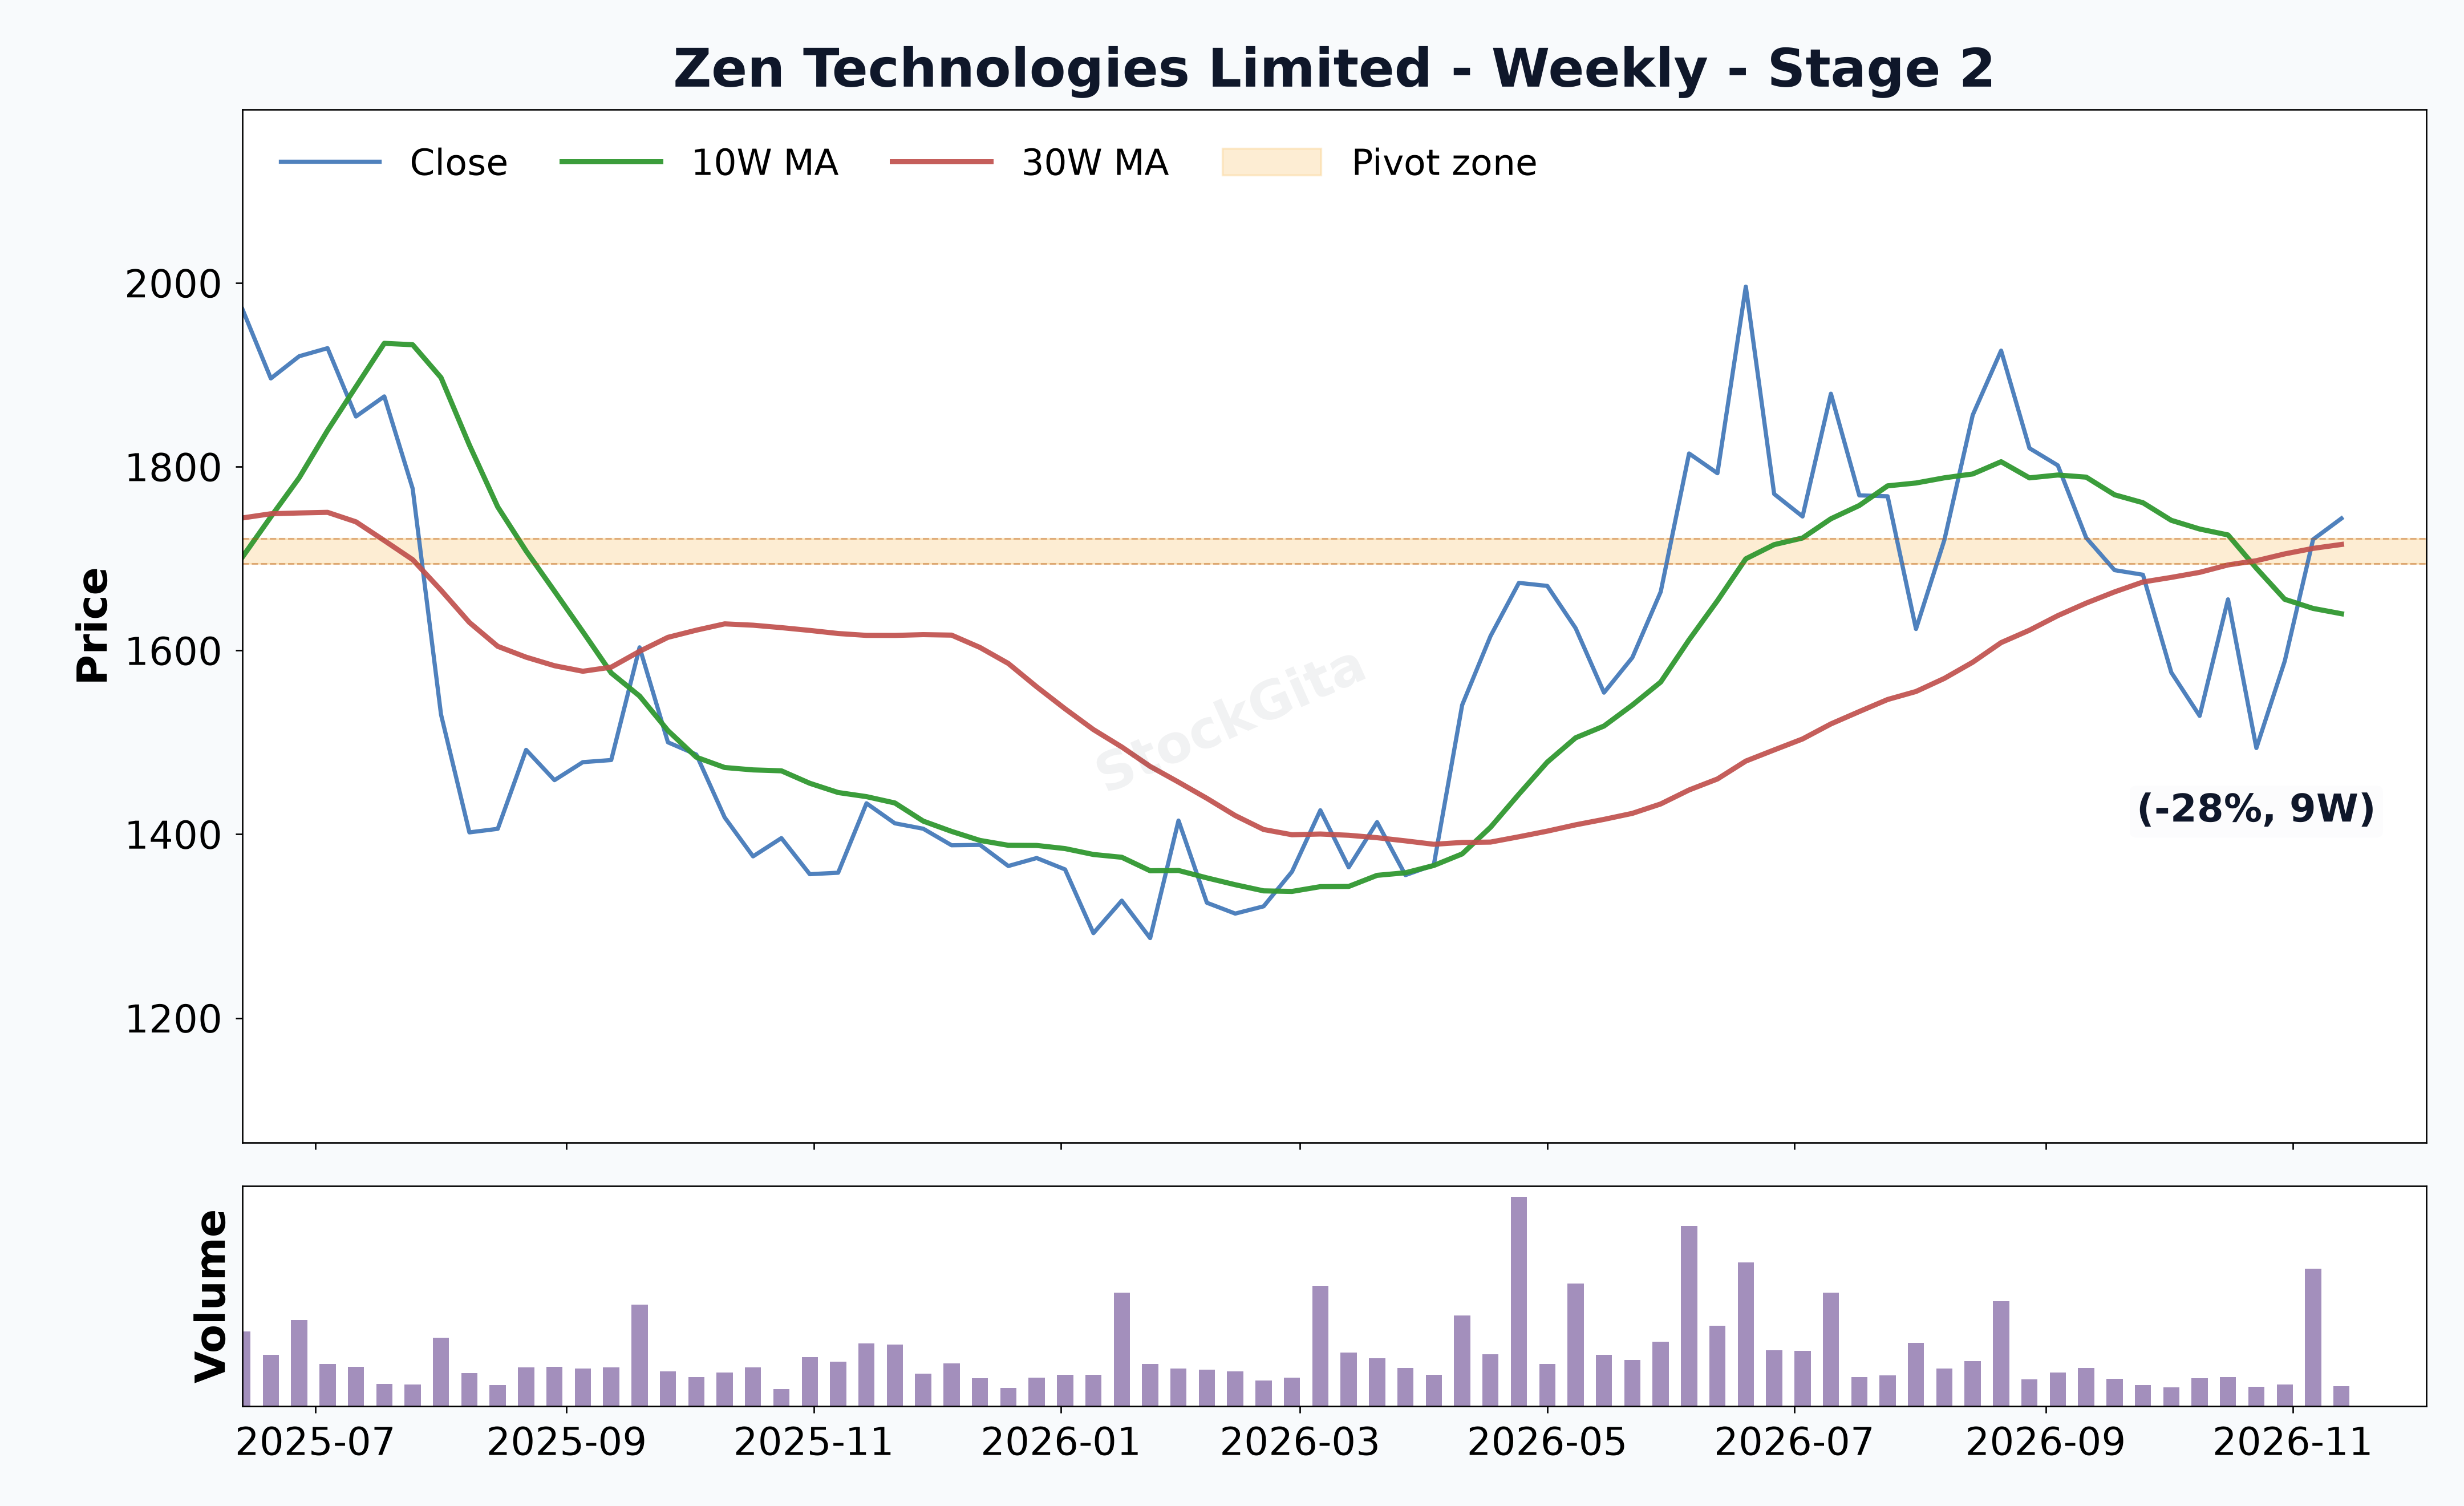 Zen Technologies Limited - Weekly - Stage 2
Close 10W MA 30W MA Pivot zone
2000
1800
1600
1400
1200
Price
StockGita
(-28%, 9W)
Volume
2025-07 2025-09 2025-11 2026-01 2026-03 2026-05 2026-07 2026-09 2026-11